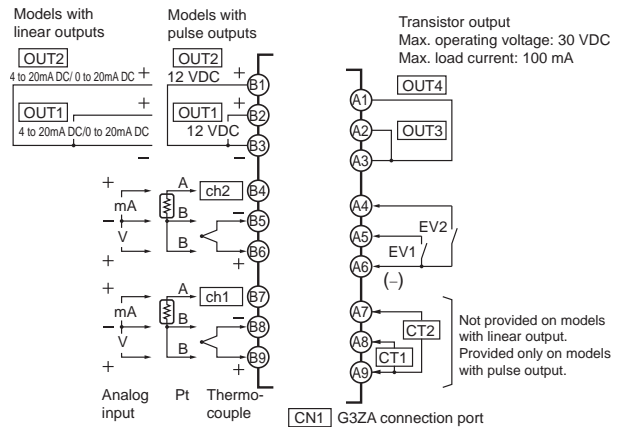 Models with
linear outputs
Models with
pulse outputs
OUT2
4 to 20mA DC/ 0 to 20mA DC +
OUT2
12 VDC +
B1
OUT1 +
4 to 20mA DC/0 to 20mA DC
OUT1 +
12 VDC
B2
−
−
B3
+ A ch2 B4
mA
− B − B5
V
+ B + B6
+ A ch1 B7
mA
− B − B8
V
+ B + B9
Analog
input
Pt
Thermo-
couple
Transistor output
Max. operating voltage: 30 VDC
Max. load current: 100 mA
A1 OUT4
A2 OUT3
A3
A4
A5 EV1 EV2
A6
(−)
A7
A8 CT1 CT2
A9
Not provided on models
with linear output.
Provided only on models
with pulse output.
CN1 G3ZA connection port